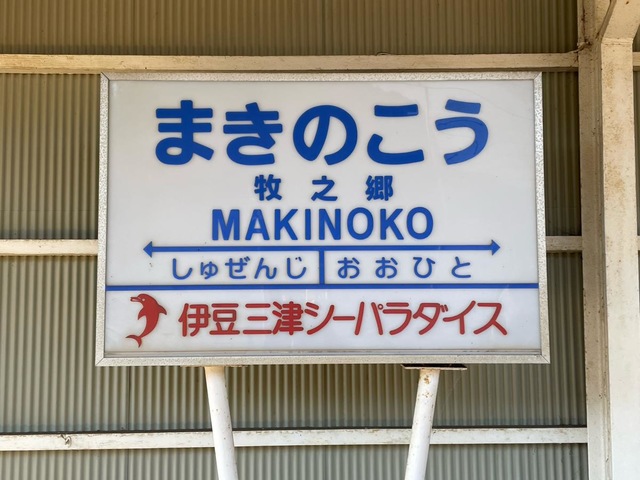 まきのこう
牧之郷
MAKINOKO
しゅぜんじ おおひと
伊豆三津シーパラダイス